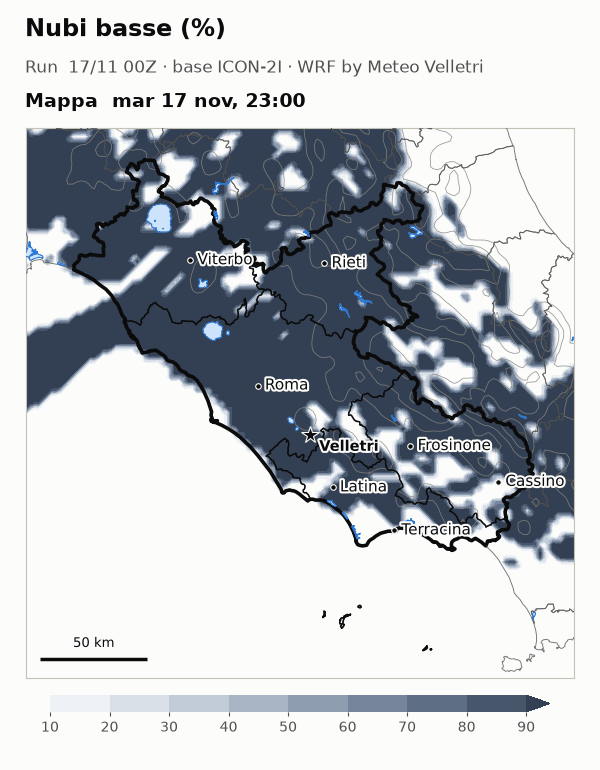 Nubi basse (%)
Run  17/11 00Z · base ICON-2I · WRF by Meteo Velletri
Mappa  mar 17 nov, 23:00
Viterbo
Rieti
Roma
Velletri
Frosinone
Latina
Cassino
Terracina
50 km
10 20 30 40 50 60 70 80 90